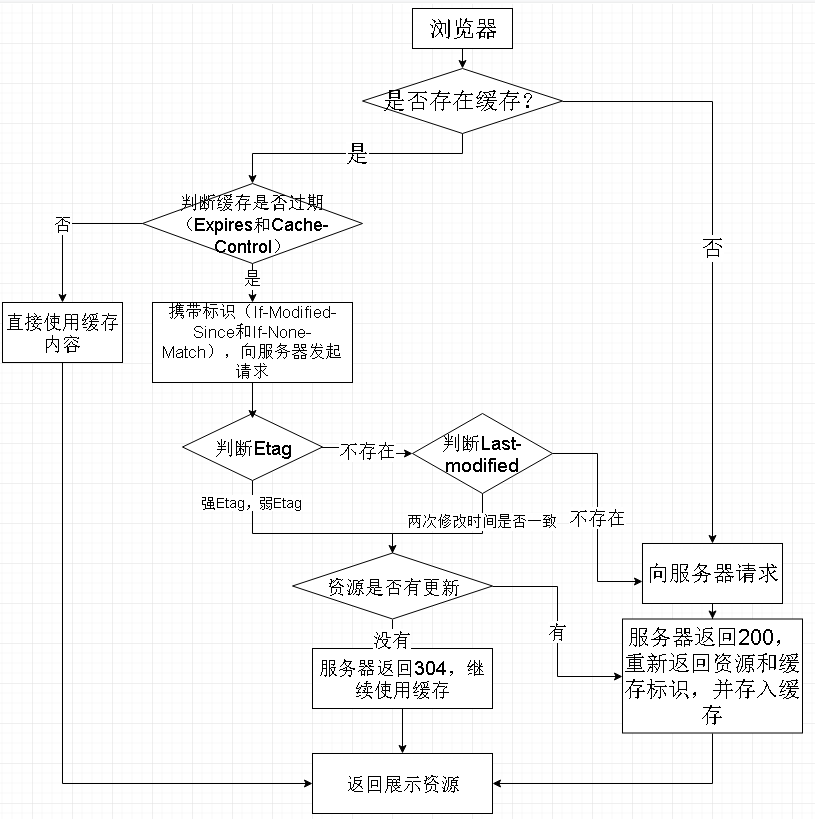 浏览器
是否存在缓存？
是
判断缓存是否过期
（Expires和Cache-
Control）
否
否
是
直接使用缓存
内容
携带标识（If-Modified-
Since和If-None-
Match），向服务器发起
请求
判断Etag
不存在
判断Last-
modified
强Etag，弱Etag
两次修改时间是否一致
不存在
资源是否有更新
向服务器请求
没有
有
服务器返回200，
重新返回资源和缓
存标识，并存入缓
存
服务器返回304，继
续使用缓存
返回展示资源